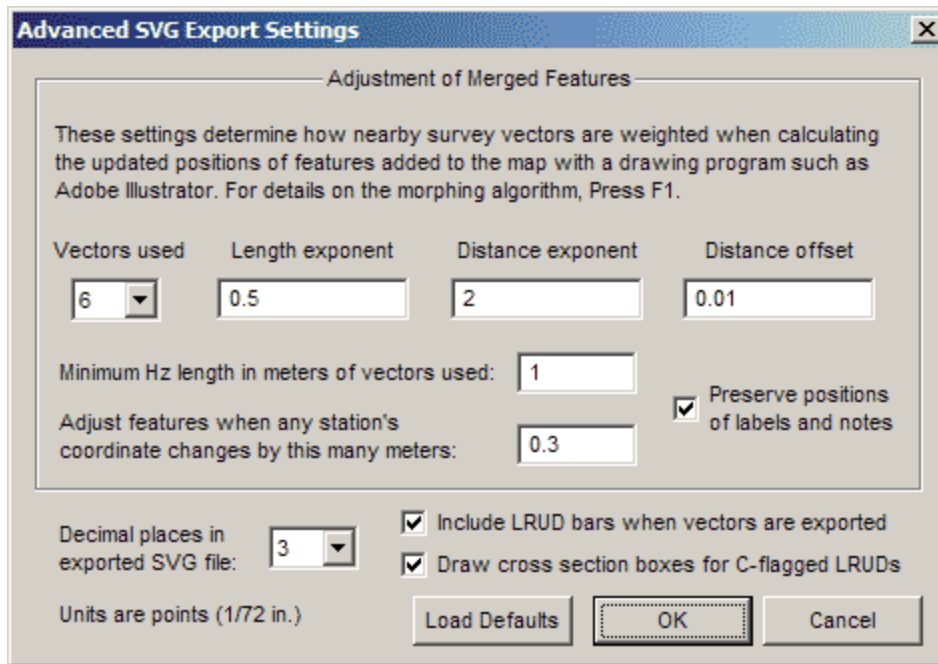 Advanced SVG Export Settings
Adjustment of Merged Features
These settings determine how nearby survey vectors are weighted when calculating
the updated positions of features added to the map with a drawing program such as
Adobe Illustrator. For details on the morphing algorithm, Press F1.
Vectors used Length exponent Distance exponent Distance offset
6 0.5 2 0.01
Minimum Hz length in meters of vectors used: 1
Preserve positions
of labels and notes
Adjust features when any station's
coordinate changes by this many meters: 0.3
Decimal places in
exported SVG file: 3
Include LRUD bars when vectors are exported
Draw cross section boxes for C-flagged LRUDs
Units are points (1/72 in.)
Load Defaults OK Cancel